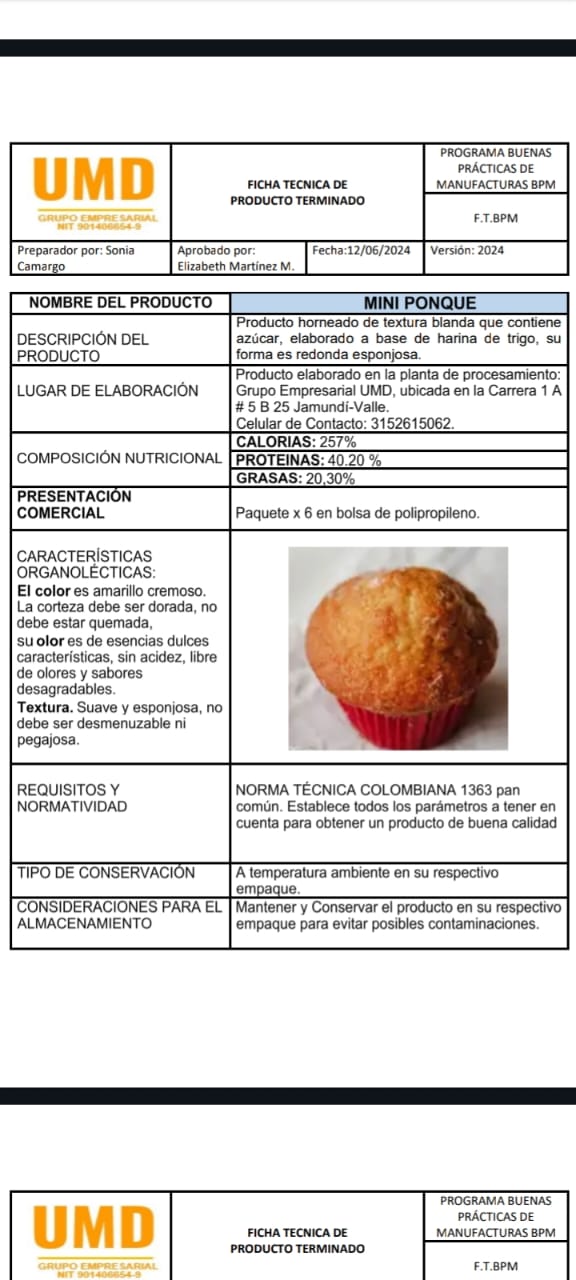 UMD
GRUPO EMPRESARIAL
NIT 901406654-9
FICHA TECNICA DE
PRODUCTO TERMINADO
PROGRAMA BUENAS
PRÁCTICAS DE
MANUFACTURAS BPM
F.T.BPM
Preparador por: Sonia
Camargo
Aprobado por:
Elizabeth Martínez M.
Fecha:12/06/2024
Versión: 2024
NOMBRE DEL PRODUCTO
MINI PONQUE
DESCRIPCIÓN DEL
PRODUCTO
Producto horneado de textura blanda que contiene
azúcar, elaborado a base de harina de trigo, su
forma es redonda esponjosa.
LUGAR DE ELABORACIÓN
Producto elaborado en la planta de procesamiento:
Grupo Empresarial UMD, ubicada en la Carrera 1 A
# 5 B 25 Jamundí-Valle.
Celular de Contacto: 3152615062.
COMPOSICIÓN NUTRICIONAL
CALORIAS: 257%
PROTEINAS: 40.20 %
GRASAS: 20,30%
PRESENTACIÓN
COMERCIAL
Paquete x 6 en bolsa de polipropileno.
CARACTERÍSTICAS
ORGANOLÉCTICAS:
El color es amarillo cremoso.
La corteza debe ser dorada, no
debe estar quemada,
su olor es de esencias dulces
características, sin acidez, libre
de olores y sabores
desagradables.
Textura. Suave y esponjosa, no
debe ser desmenuzable ni
pegajosa.
REQUISITOS Y
NORMATIVIDAD
NORMA TÉCNICA COLOMBIANA 1363 pan
común. Establece todos los parámetros a tener en
cuenta para obtener un producto de buena calidad
TIPO DE CONSERVACIÓN
A temperatura ambiente en su respectivo
empaque.
CONSIDERACIONES PARA EL
ALMACENAMIENTO
Mantener y Conservar el producto en su respectivo
empaque para evitar posibles contaminaciones.
UMD
GRUPO EMPRESARIAL
NIT 901406654-9
FICHA TECNICA DE
PRODUCTO TERMINADO
PROGRAMA BUENAS
PRÁCTICAS DE
MANUFACTURAS BPM
F.T.BPM